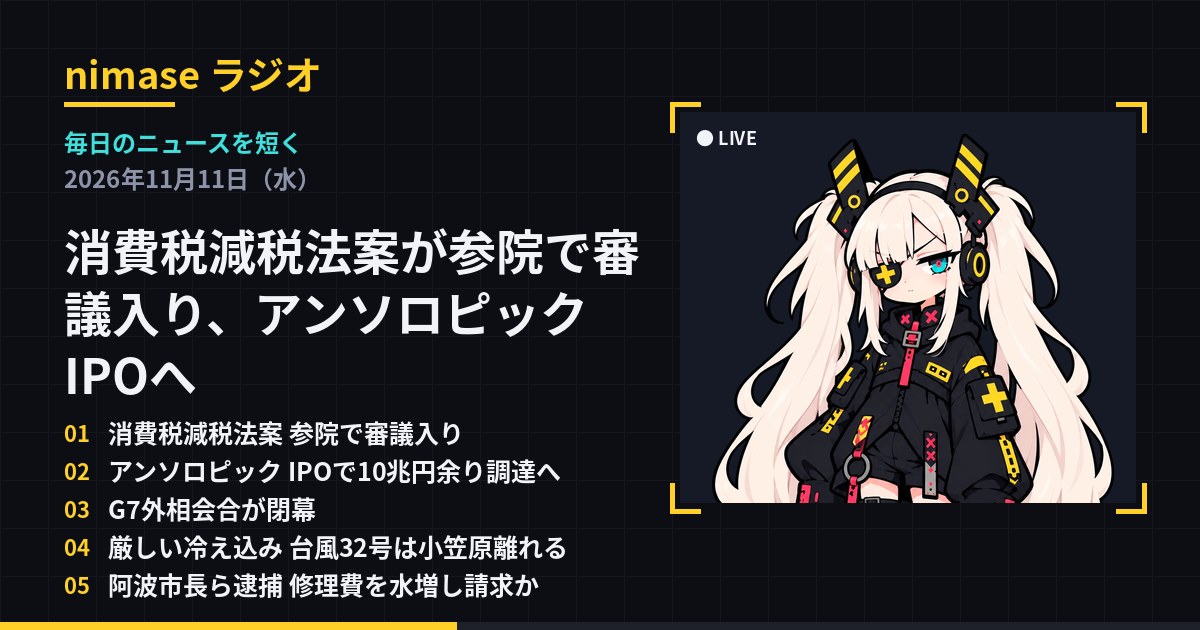 nimase ラジオ
毎日のニュースを短く
2026年11月11日（水）
消費税減税法案が参院で審
議入り、アンソロピック
IPOへ
01 消費税減税法案 参院で審議入り
02 アンソロピック IPOで10兆円余り調達へ
03 G7外相会合が閉幕
04 厳しい冷え込み 台風32号は小笠原離れる
05 阿波市長ら逮捕 修理費を水増し請求か
LIVE